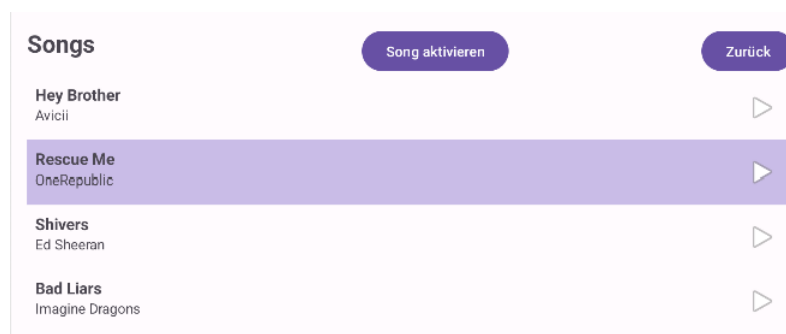 Songs
Song aktivieren
Zurück
Hey Brother
Avicii
Rescue Me
OneRepublic
Shivers
Ed Sheeran
Bad Liars
Imagine Dragons